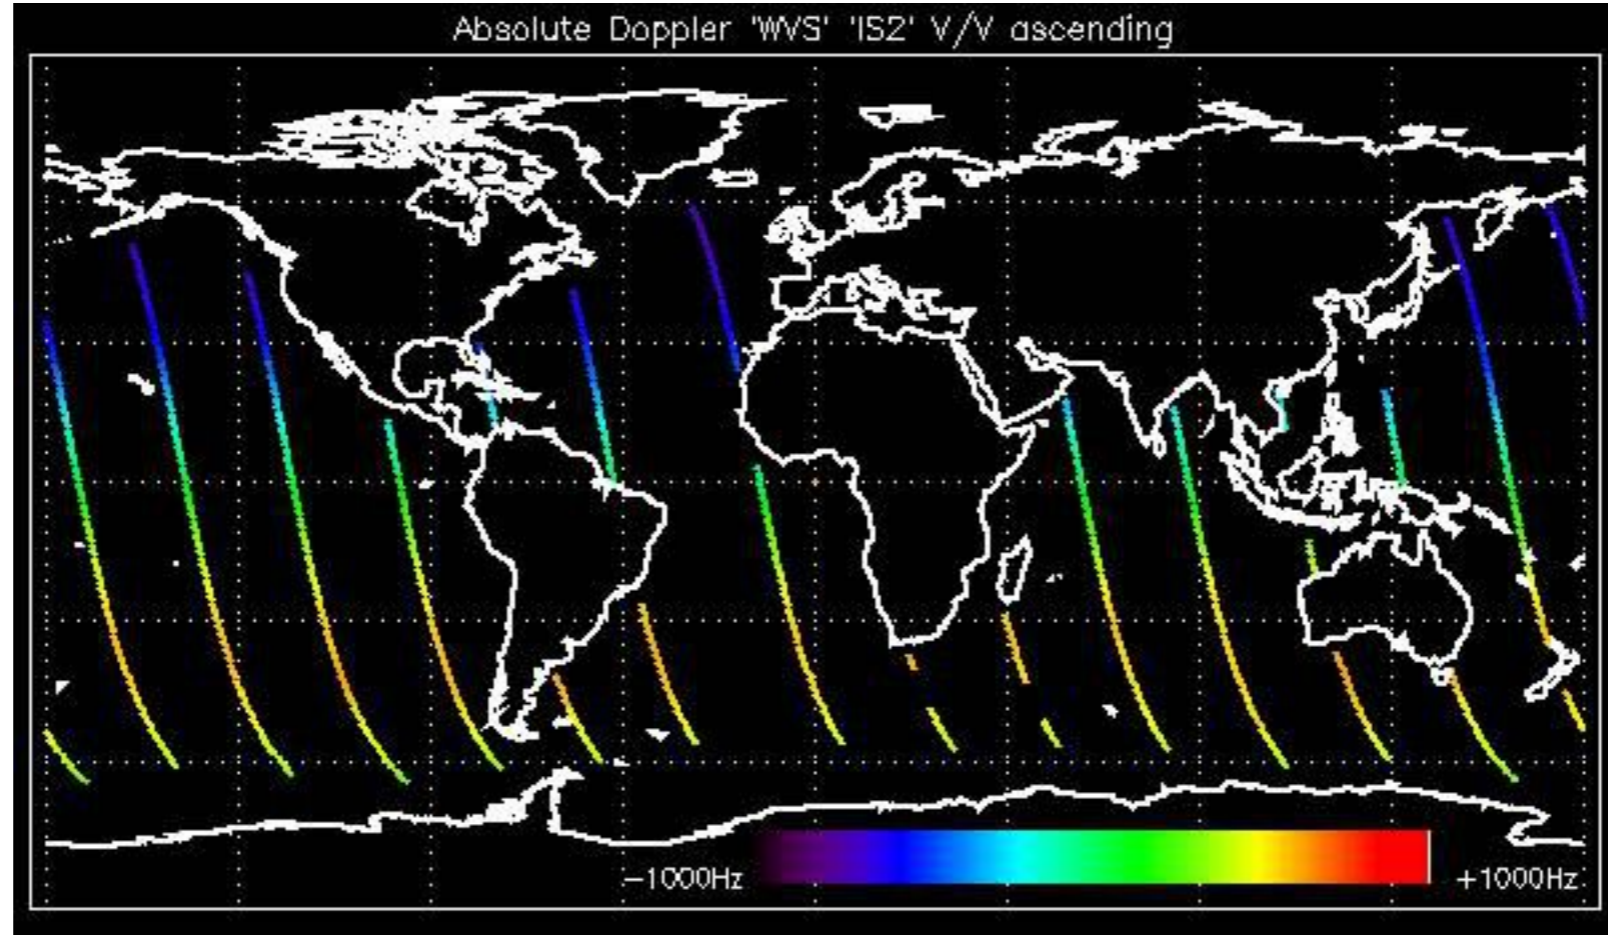 Absolute Doppler 'WVS' 'IS2' V/V ascending
-1000Hz
+1000Hz